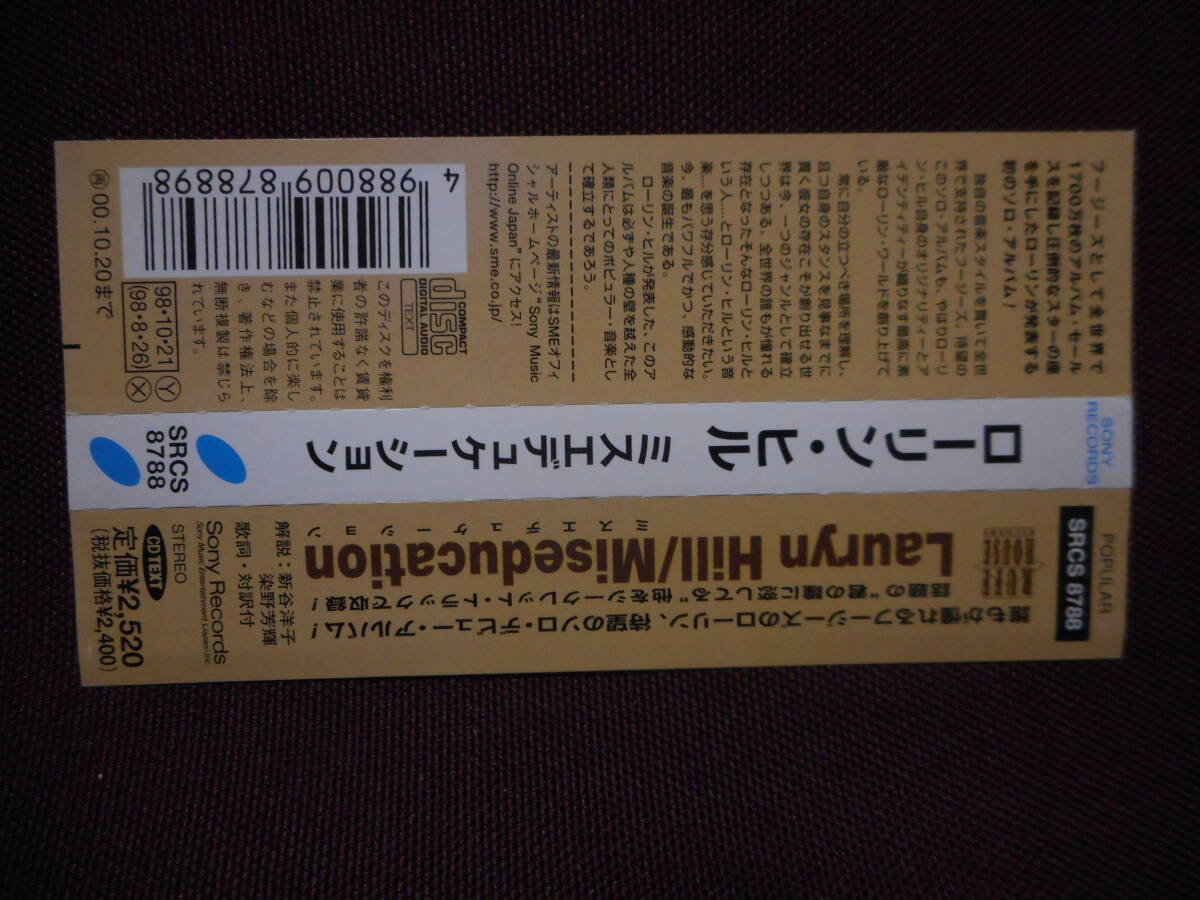 POPULAR
SRCS 8788
誰もが憧れるフージーズのローリン、待望のソロ・デビュー・アルバム!
話題の"君の瞳に恋してる"他をシークレット・トラックで収録!
Lauryn Hill/Miseducation
ミスエデュケーション
解説:新谷洋子
染野芳輝
歌詞・対訳付
Sony Records
Sony Music Entertainment (Japan) Inc.
STEREO
CD TEXT
定価¥2,520
(税抜価格¥2,400)
SONY
RECORDS
ローリン・ヒル
ミスエデュケーション
SRCS
8788
フージーズとして全世界で
1700万枚のアルバム・セール
スを記録し圧倒的なスターの座
を手にしたローリンが発表する
初のソロ・アルバム!
独自の音楽スタイルを貫いて全世
界で支持されたフージーズ。待望の
このソロ・アルバムも、やはりローリ
ン・ヒル自身のオリジナリティーとア
イデンティティーが織りなす最高に素
敵なローリン・ワールドを創り上げて
いる。
常に自分の立つべき場所を理解し、
且つ自身のスタンスを見事なまでに
貫く彼女の存在こそが創り出せる世
界は今、一つのジャンルとして確立
しつつある。全世界の誰もが憧れる
存在となったそんなローリン・ヒルと
いう人…とローリン・ヒルという音
楽…を思う存分感じていただきたい。
今、最もパワフルでかつ、感動的な
音楽の誕生である。
ローリン・ヒルが発表した、このア
ルバムは必ずや人種の壁を越えた全
人類にとってのポピュラー・音楽とし
て確立するであろう。
アーティストの最新情報はSMEオフィ
シャルホームページ"Sony Music
Online Japan"にアクセス!
http://www.sme.co.jp/
COMPACT
disc
DIGITAL AUDIO
TEXT
このディスクを権利
者の許諾なく賃貸
業に使用することは
禁止されています。
また個人的に楽し
むなどの場合を除
き、著作権法上、
無断複製は禁じら
れています。
4 988009 878898
98・10・21 Y
(98・8・26) X
再 00.10.20まで